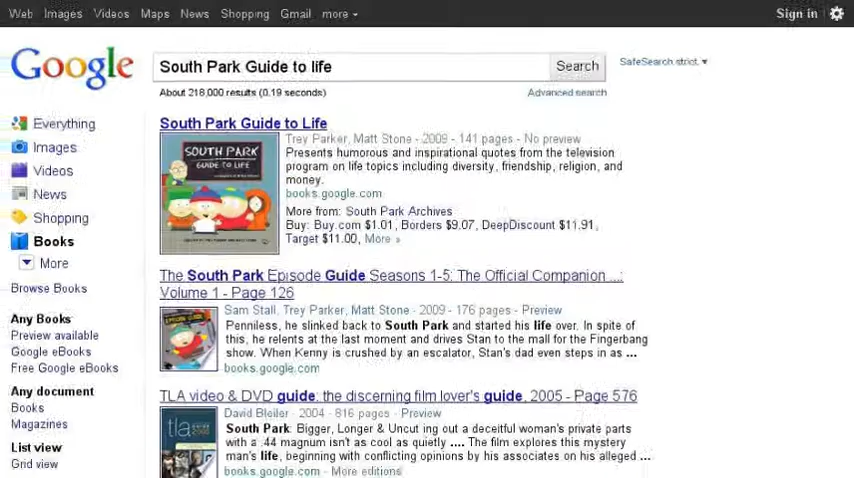 Web Images Videos Maps News Shopping Gmail more
Sign in
Google
South Park Guide to life
Search
SafeSearch strict
About 218,000 results (0.19 seconds)
Advanced search
Everything
Images
Videos
News
Shopping
Books
More
Browse Books
Any Books
Preview available
Google eBooks
Free Google eBooks
Any document
Books
Magazines
List view
Grid view
South Park Guide to Life
SOUTH PARK
GUIDE TO LIFE
Trey Parker, Matt Stone - 2009 - 141 pages - No preview
Presents humorous and inspirational quotes from the television
program on life topics including diversity, friendship, religion, and
money.
books.google.com
More from: South Park Archives
Buy: Buy.com $1.01, Borders $9.07, DeepDiscount $11.91,
Target $11.00, More »
The South Park Episode Guide Seasons 1-5: The Official Companion ...:
Volume 1 - Page 126
Sam Stall, Trey Parker, Matt Stone - 2009 - 176 pages - Preview
Penniless, he slinked back to South Park and started his life over. In spite of
this, he relents at the last moment and drives Stan to the mall for the Fingerbang
show. When Kenny is crushed by an escalator, Stan's dad even steps in as ...
books.google.com
TLA video & DVD guide: the discerning film lover's guide, 2005 - Page 576
tla
David Bleiler - 2004 - 816 pages - Preview
South Park: Bigger, Longer & Uncut ing out a deceitful woman's private parts
with a .44 magnum isn't as cool as quietly .... The film explores this mystery
man's life, beginning with conflicting opinions by his associates on his alleged ...
books.google.com - More editions